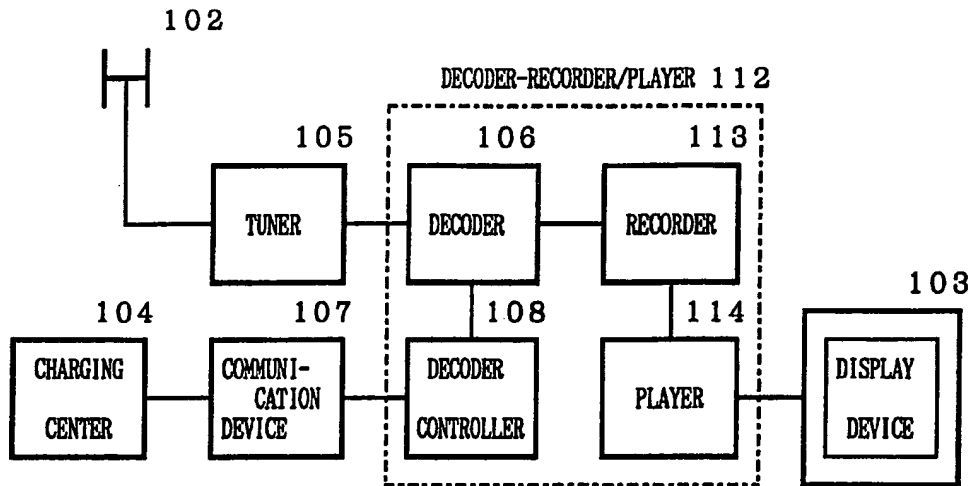 102
DECODER-RECORDER/PLAYER 112
105
106
113
TUNER
DECODER
RECORDER
103
104
107
108
114
CHARGING
CENTER
COMMUNI-
CATION
DEVICE
DECODER
CONTROLLER
PLAYER
DISPLAY
DEVICE